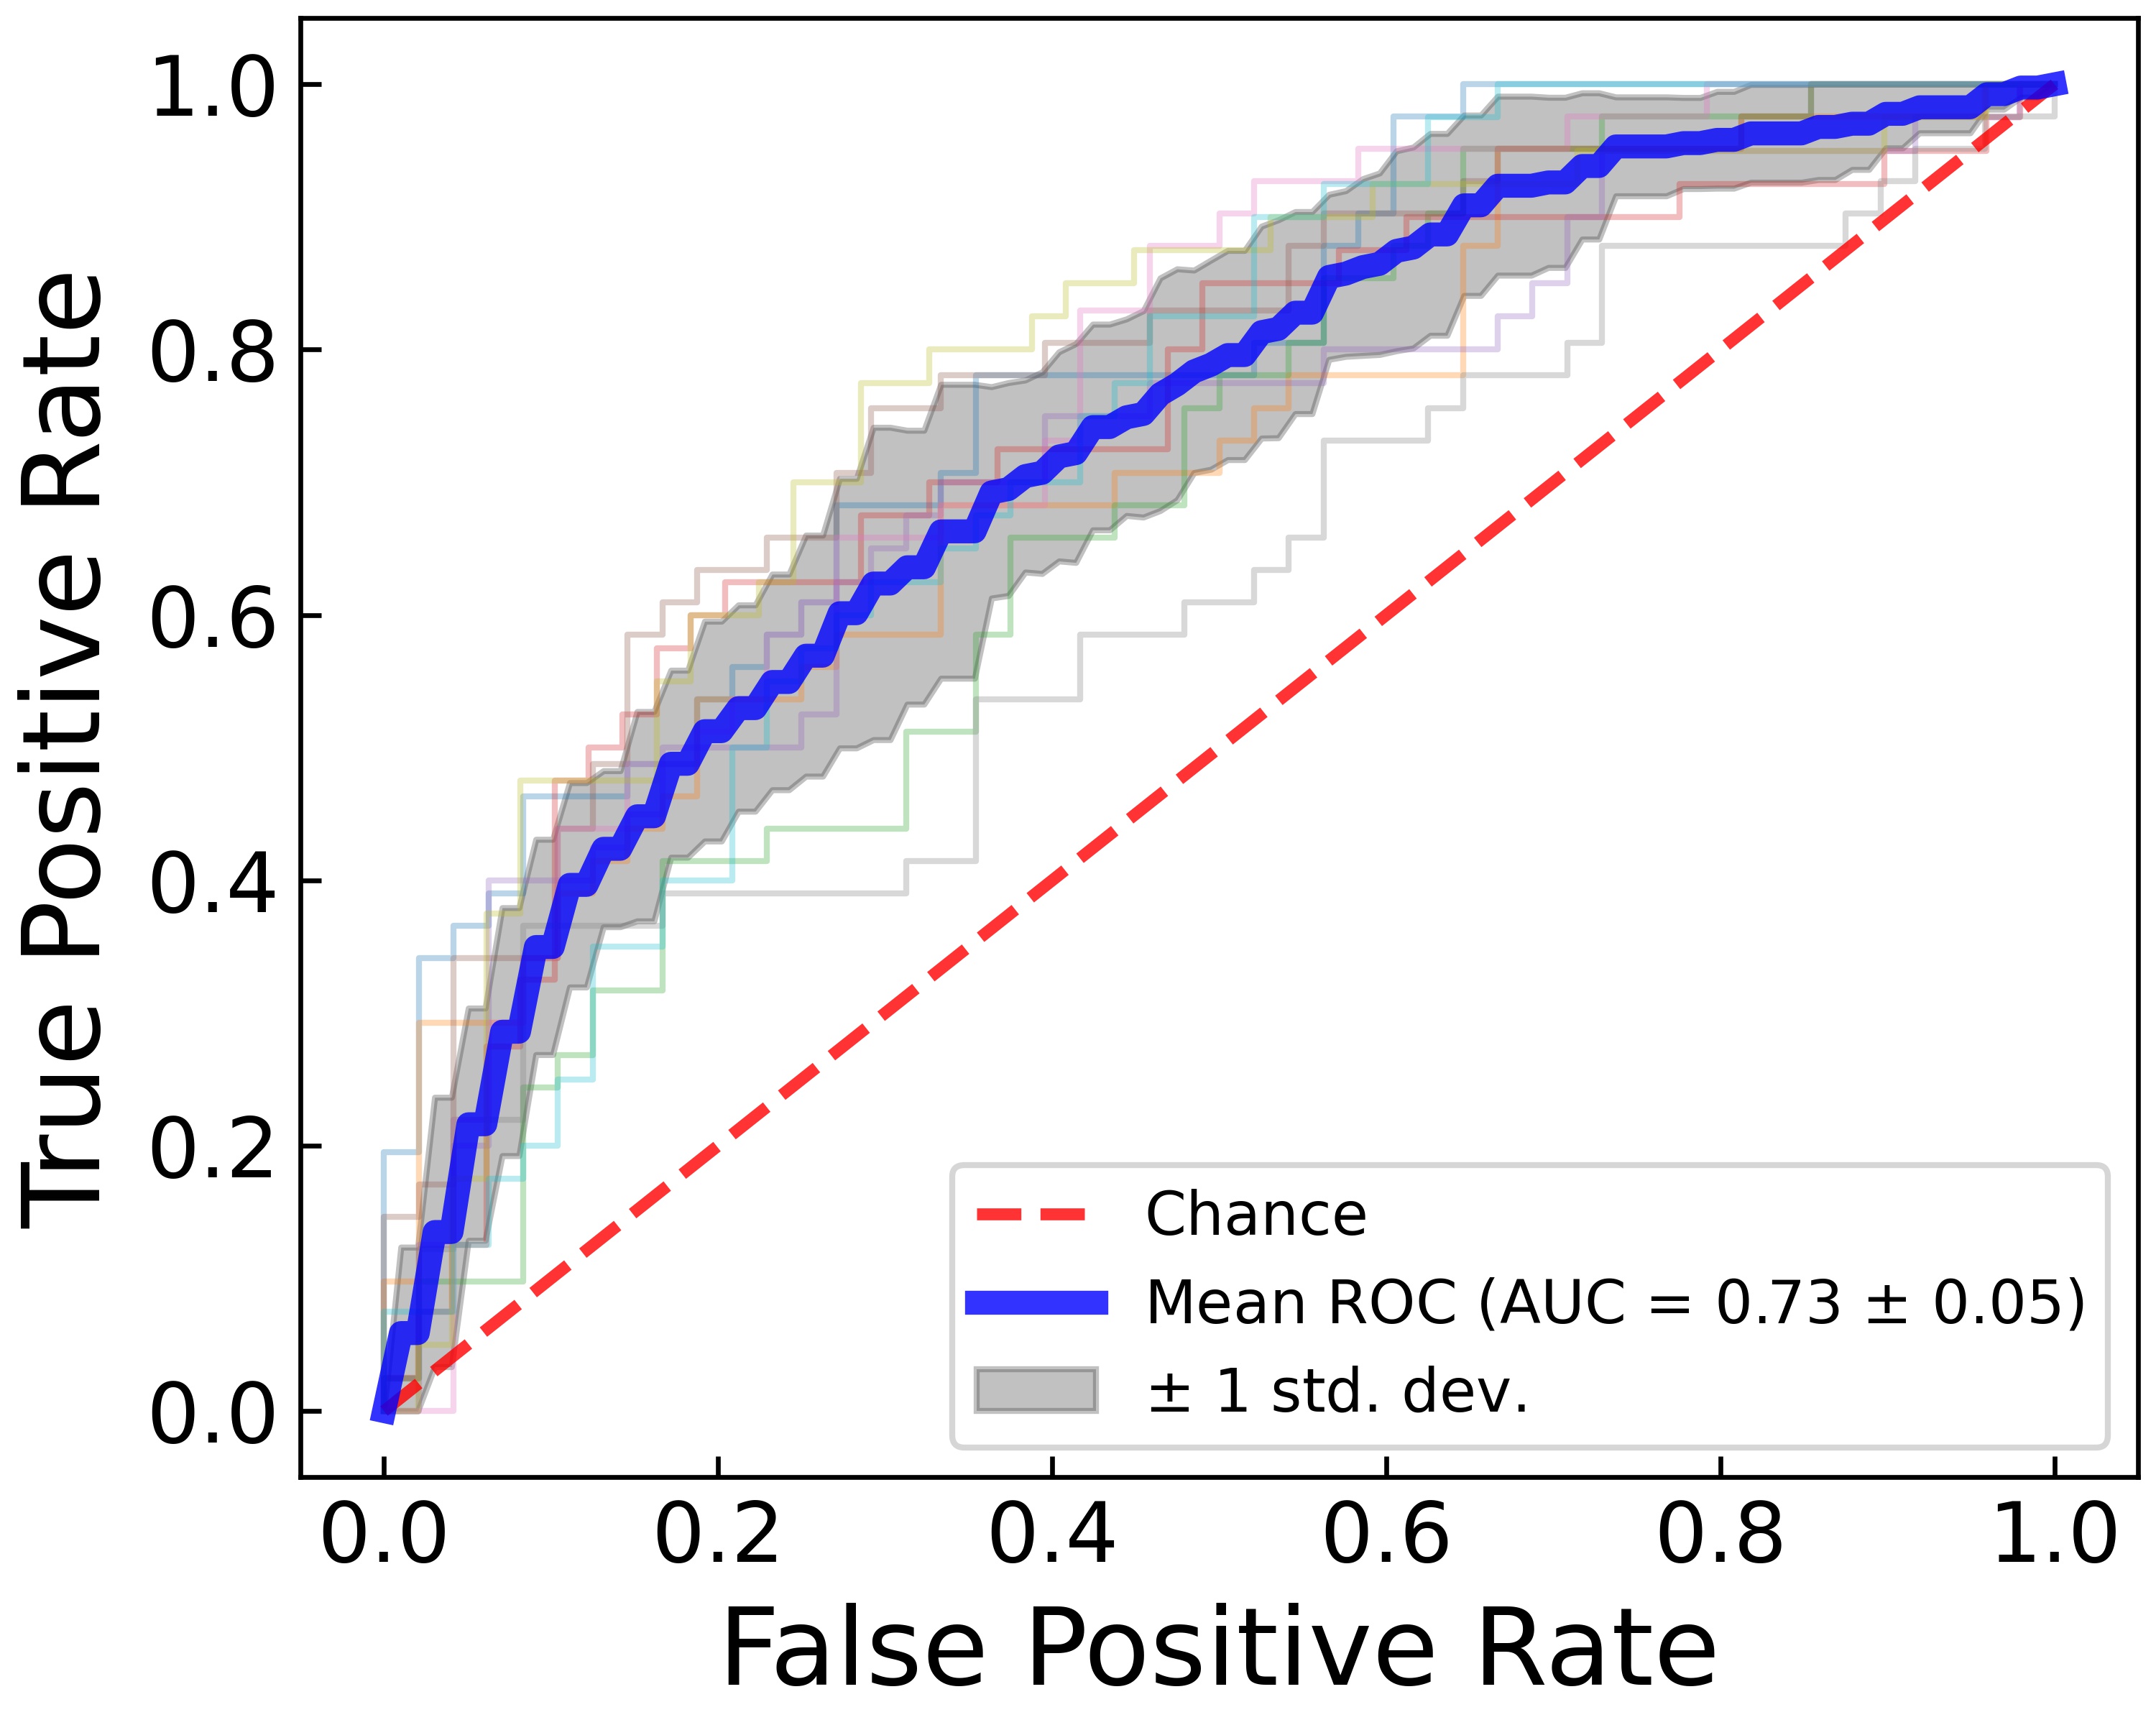 True Positive Rate
1.0
0.8
0.6
0.4
0.2
0.0
Chance
Mean ROC (AUC = 0.73 ± 0.05)
± 1 std. dev.
0.0 0.2 0.4 0.6 0.8 1.0
False Positive Rate